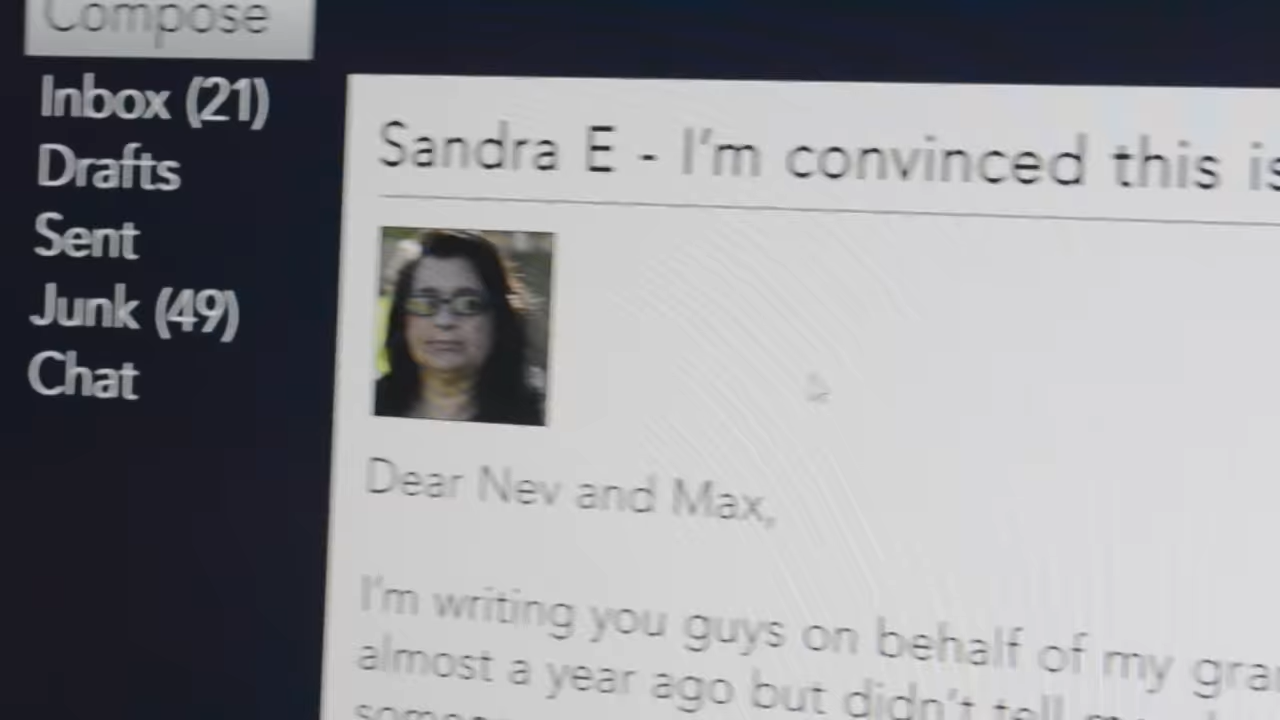 Compose
Inbox (21)
Drafts
Sent
Junk (49)
Chat
Sandra E - I'm convinced this is
Dear Nev and Max,
I'm writing you guys on behalf of my gran
almost a year ago but didn't tell